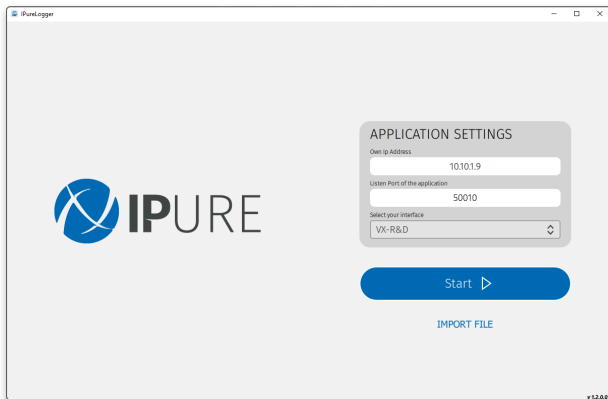 IPureLogger
IPURE
APPLICATION SETTINGS
Own Ip Address
10.10.1.9
Listen Port of the application
50010
Select your interface
VX-R&D
Start
IMPORT FILE
v 1.2.0.0